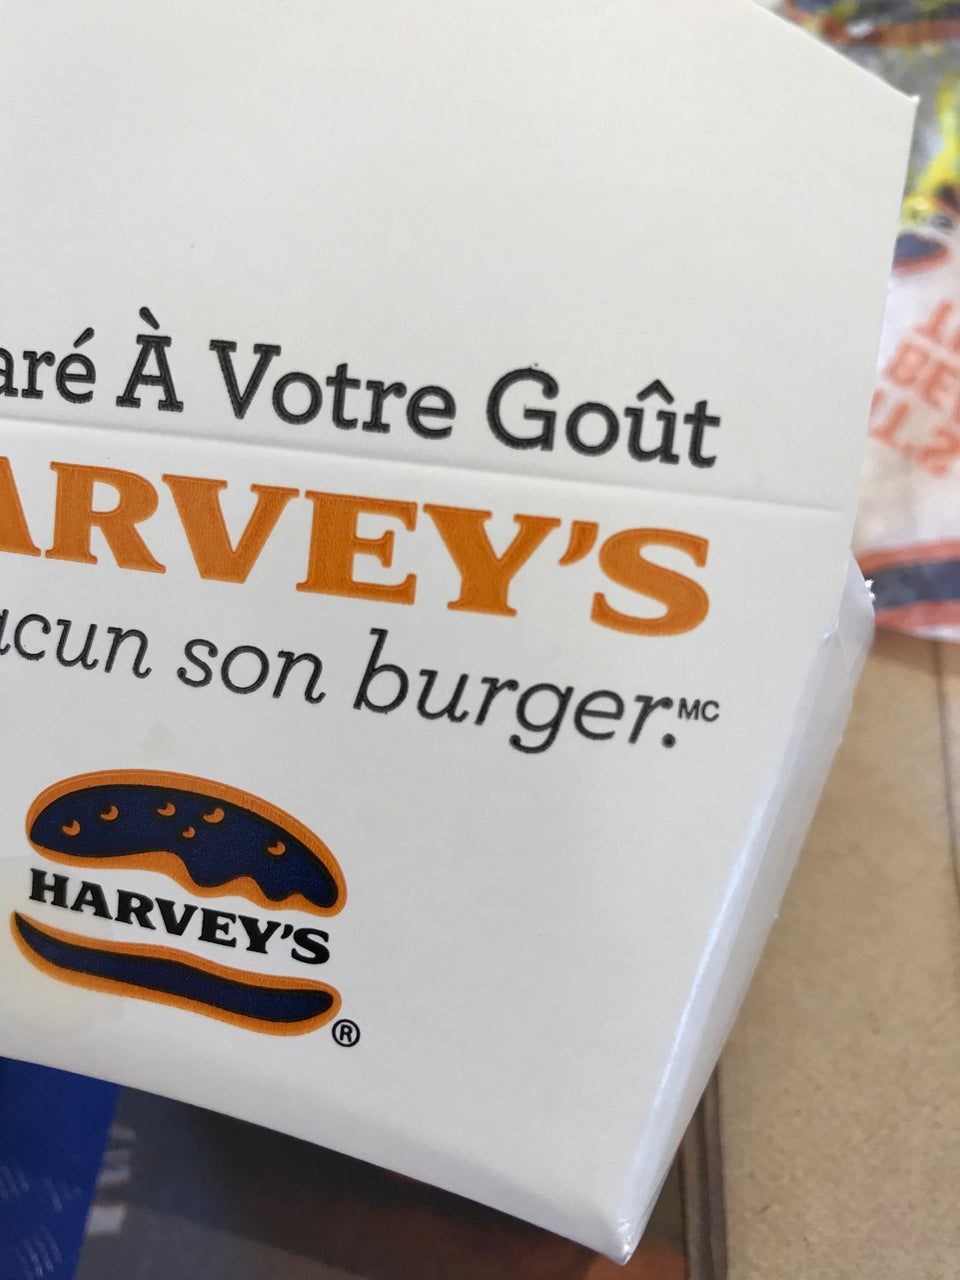 aré À Votre Goût
ARVEY'S
acun son burger.MC
HARVEY'S
®